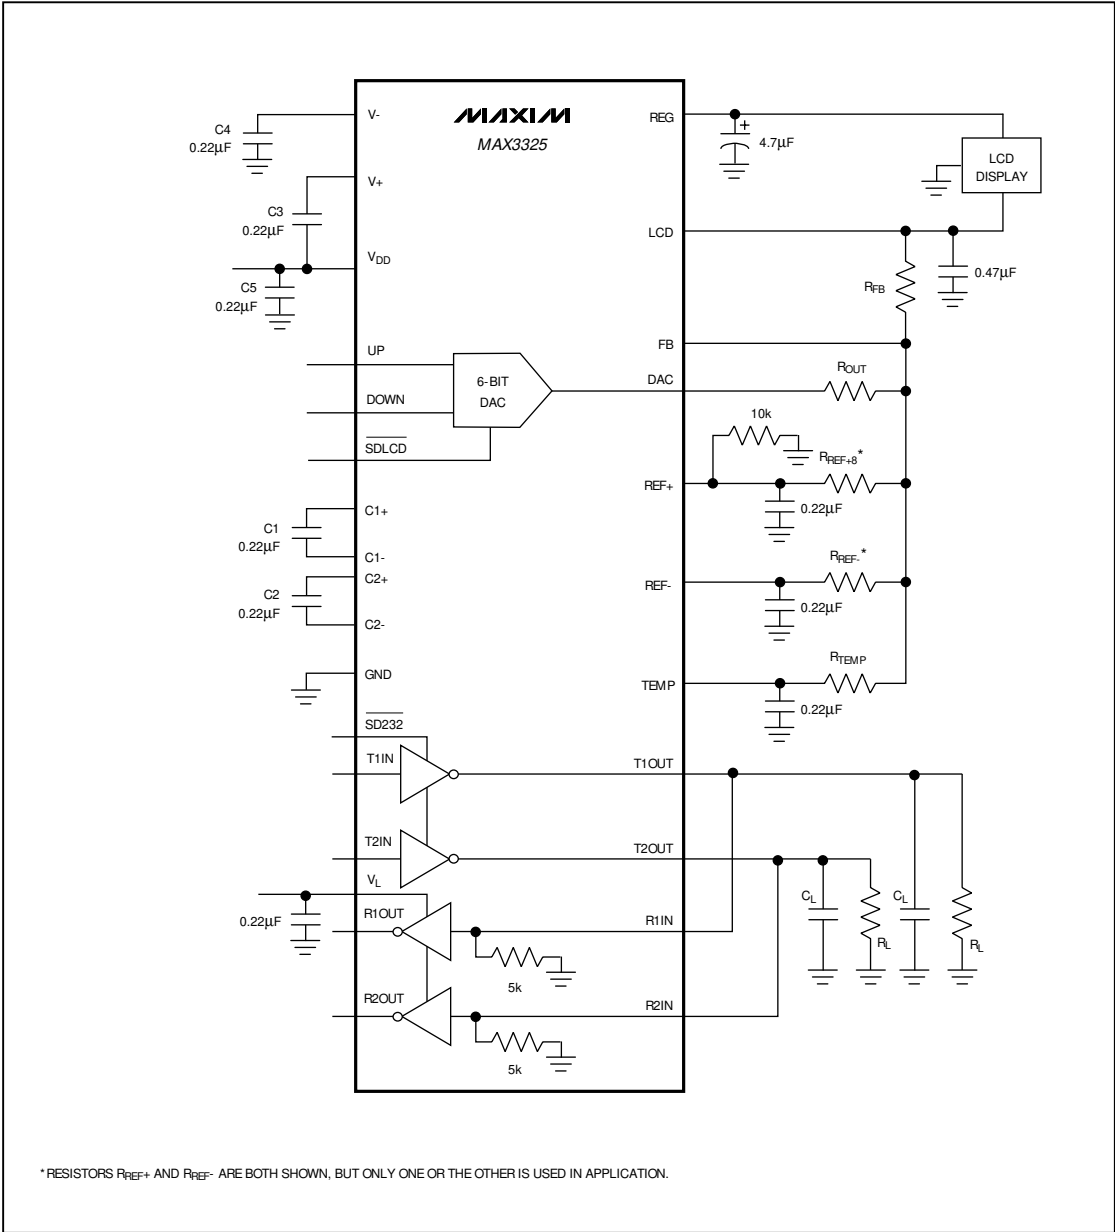 MAXIM
MAX3325
V-
C4
0.22µF
V+
C3
0.22µF
VDD
C5
0.22µF
UP
DOWN
SDLCD
6-BIT
DAC
C1+
C1
0.22µF
C1-
C2+
C2
0.22µF
C2-
GND
SD232
T1IN
T2IN
VL
0.22µF
R1OUT
R2OUT
5k
5k
REG
+
4.7µF
LCD
DISPLAY
LCD
0.47µF
RFB
FB
DAC
ROUT
10k
REF+
RREF+8*
0.22µF
REF-
RREF-*
0.22µF
TEMP
RTEMP
0.22µF
T1OUT
T2OUT
R1IN
R2IN
CL
RL
CL
RL
* RESISTORS RREF+ AND RREF- ARE BOTH SHOWN, BUT ONLY ONE OR THE OTHER IS USED IN APPLICATION.